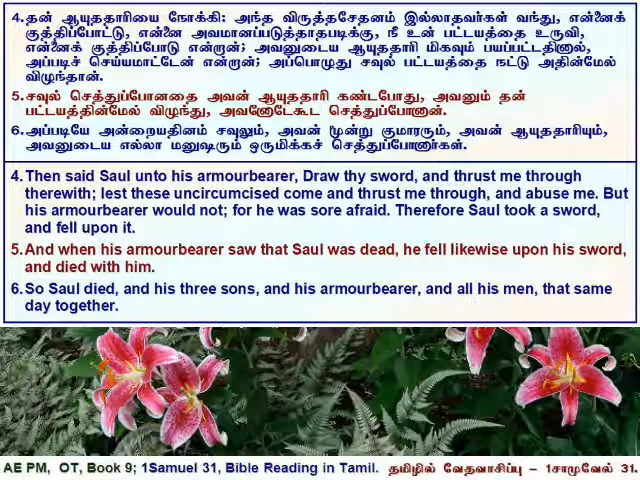 4.தன் ஆயுததாரியை நோக்கி: அந்த விருத்தசேதனம் இல்லாதவர்கள் வந்து, என்னைக்
குத்திப்போட்டு, என்னை அவமானப்படுத்தாதபடிக்கு, நீ உன் பட்டயத்தை உருவி,
என்னைக் குத்திப்போடு என்றான்; அவனுடைய ஆயுததாரி மிகவும் பயப்பட்டதினால்,
அப்படிச் செய்யமாட்டேன் என்றான்; அப்பொழுது சவுல் பட்டயத்தை நட்டு அதின்மேல்
விழுந்தான்.
5.சவுல் செத்துப்போனதை அவன் ஆயுததாரி கண்டபோது, அவனும் தன்
பட்டயத்தின்மேல் விழுந்து, அவனோடேகூட செத்துப்போனான்.
6.அப்படியே அன்றையதினம் சவுலும், அவன் மூன்று குமாரரும், அவன் ஆயுததாரியும்,
அவனுடைய எல்லா மனுஷரும் ஒருமிக்கச் செத்துப்போனார்கள்.
4.Then said Saul unto his armourbearer, Draw thy sword, and thrust me through
therewith; lest these uncircumcised come and thrust me through, and abuse me. But
his armourbearer would not; for he was sore afraid. Therefore Saul took a sword,
and fell upon it.
5.And when his armourbearer saw that Saul was dead, he fell likewise upon his sword,
and died with him.
6.So Saul died, and his three sons, and his armourbearer, and all his men, that same
day together.
AE PM, OT, Book 9; 1Samuel 31, Bible Reading in Tamil. தமிழில் வேதவாசிப்பு – 1சாமுவேல் 31.